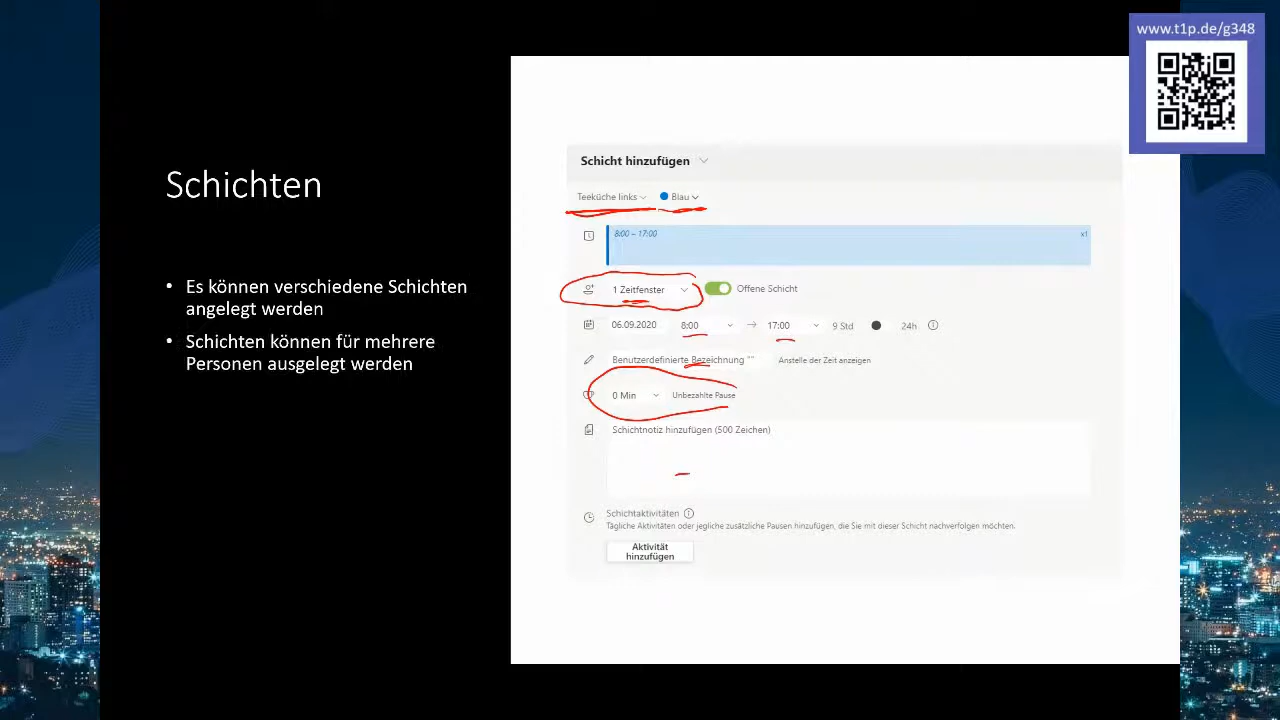 www.t1p.de/g348
Schichten
• Es können verschiedene Schichten
angelegt werden
• Schichten können für mehrere
Personen ausgelegt werden
Schicht hinzufügen
Teeküche links Blau
8:00 – 17:00 x1
1 Zeitfenster Offene Schicht
06.09.2020 8:00 → 17:00 9 Std 24h
Benutzerdefinierte Bezeichnung "" Anstelle der Zeit anzeigen
0 Min Unbezahlte Pause
Schichtnotiz hinzufügen (500 Zeichen)
Schichtaktivitäten
Tägliche Aktivitäten oder jegliche zusätzliche Pausen hinzufügen, die Sie mit dieser Schicht nachverfolgen möchten.
Aktivität
hinzufügen